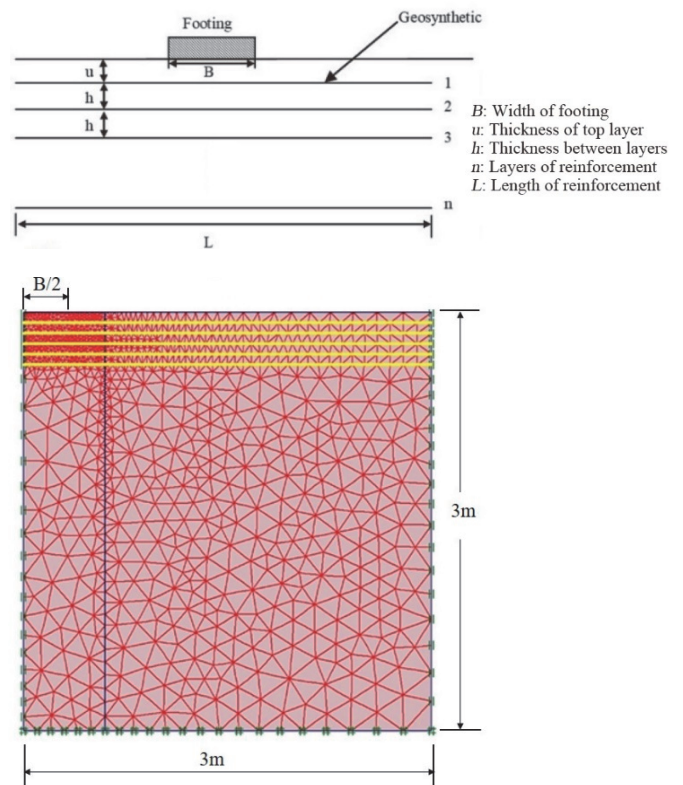 Footing
Geosynthetic
u
B
1
h
2
h
3
B: Width of footing
u: Thickness of top layer
h: Thickness between layers
n: Layers of reinforcement
L: Length of reinforcement
n
L
B/2
3m
3m